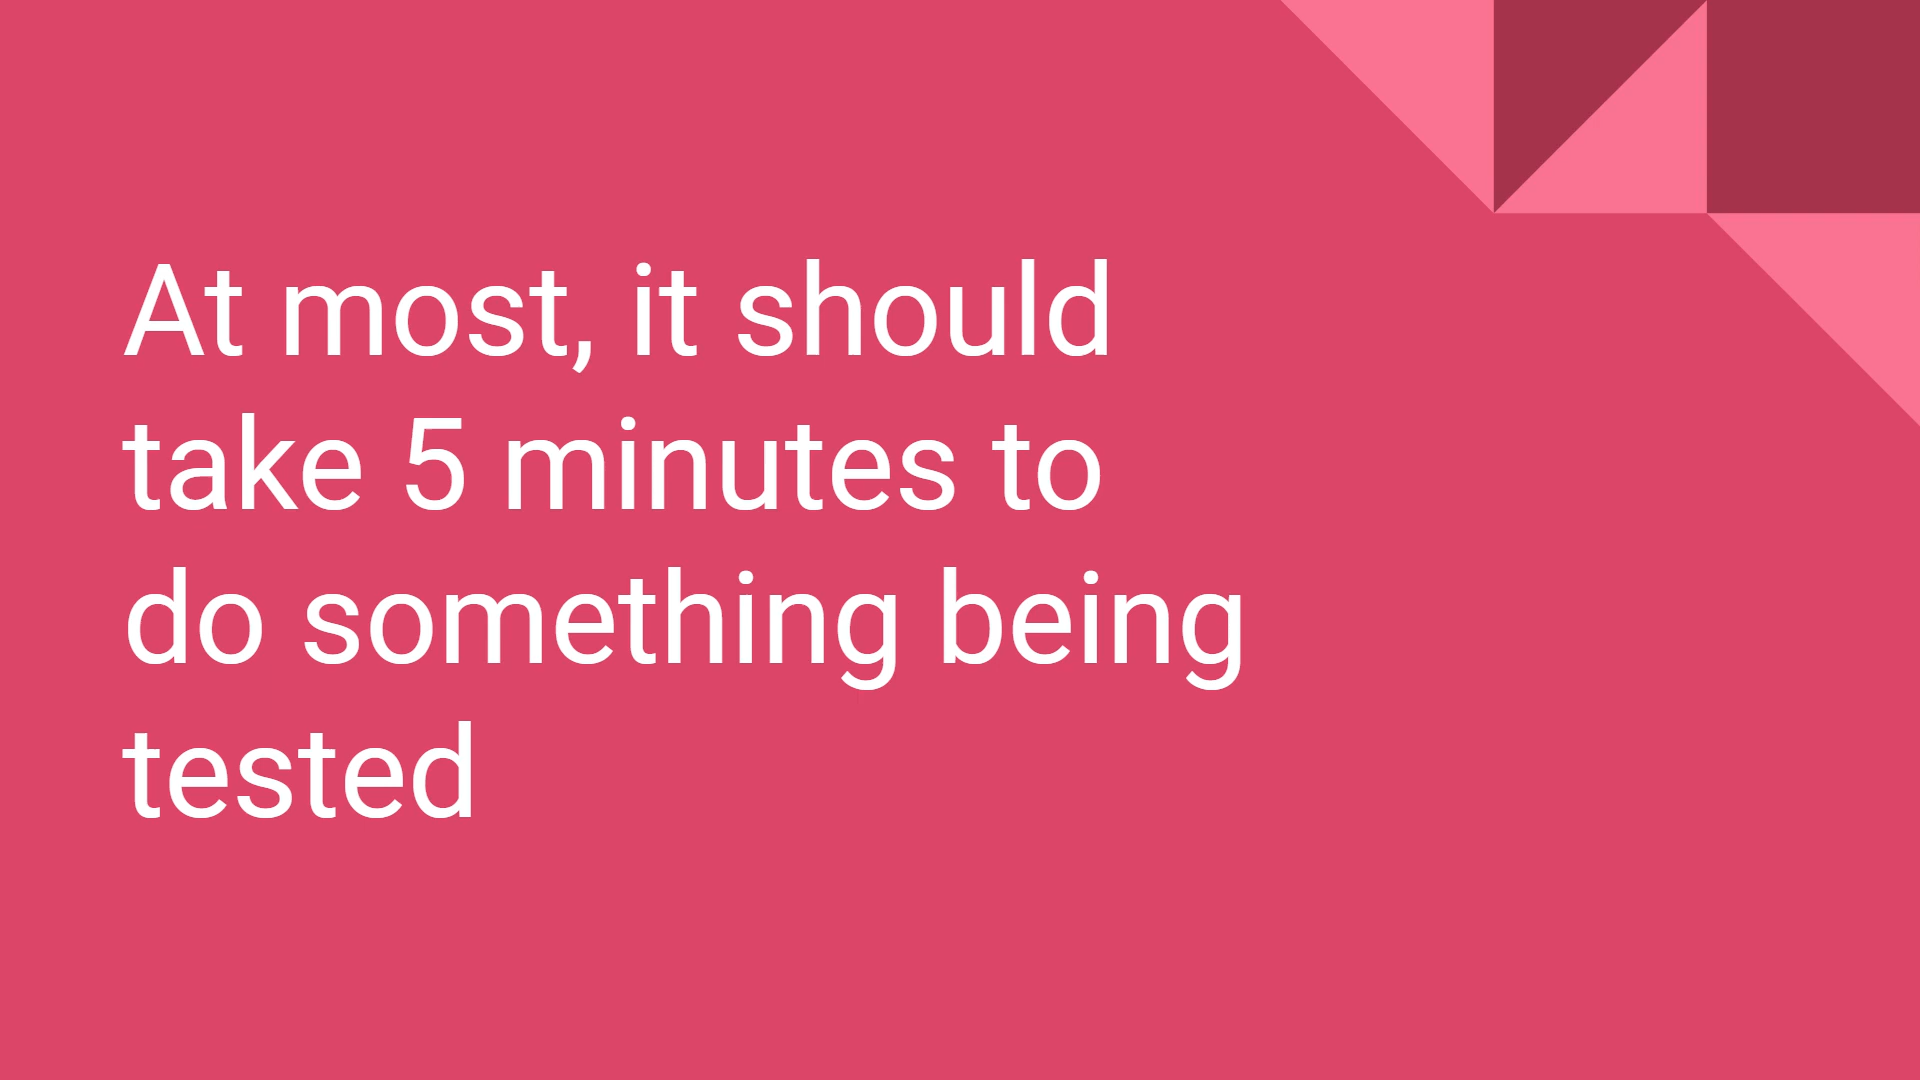 At most, it should
take 5 minutes to
do something being
tested